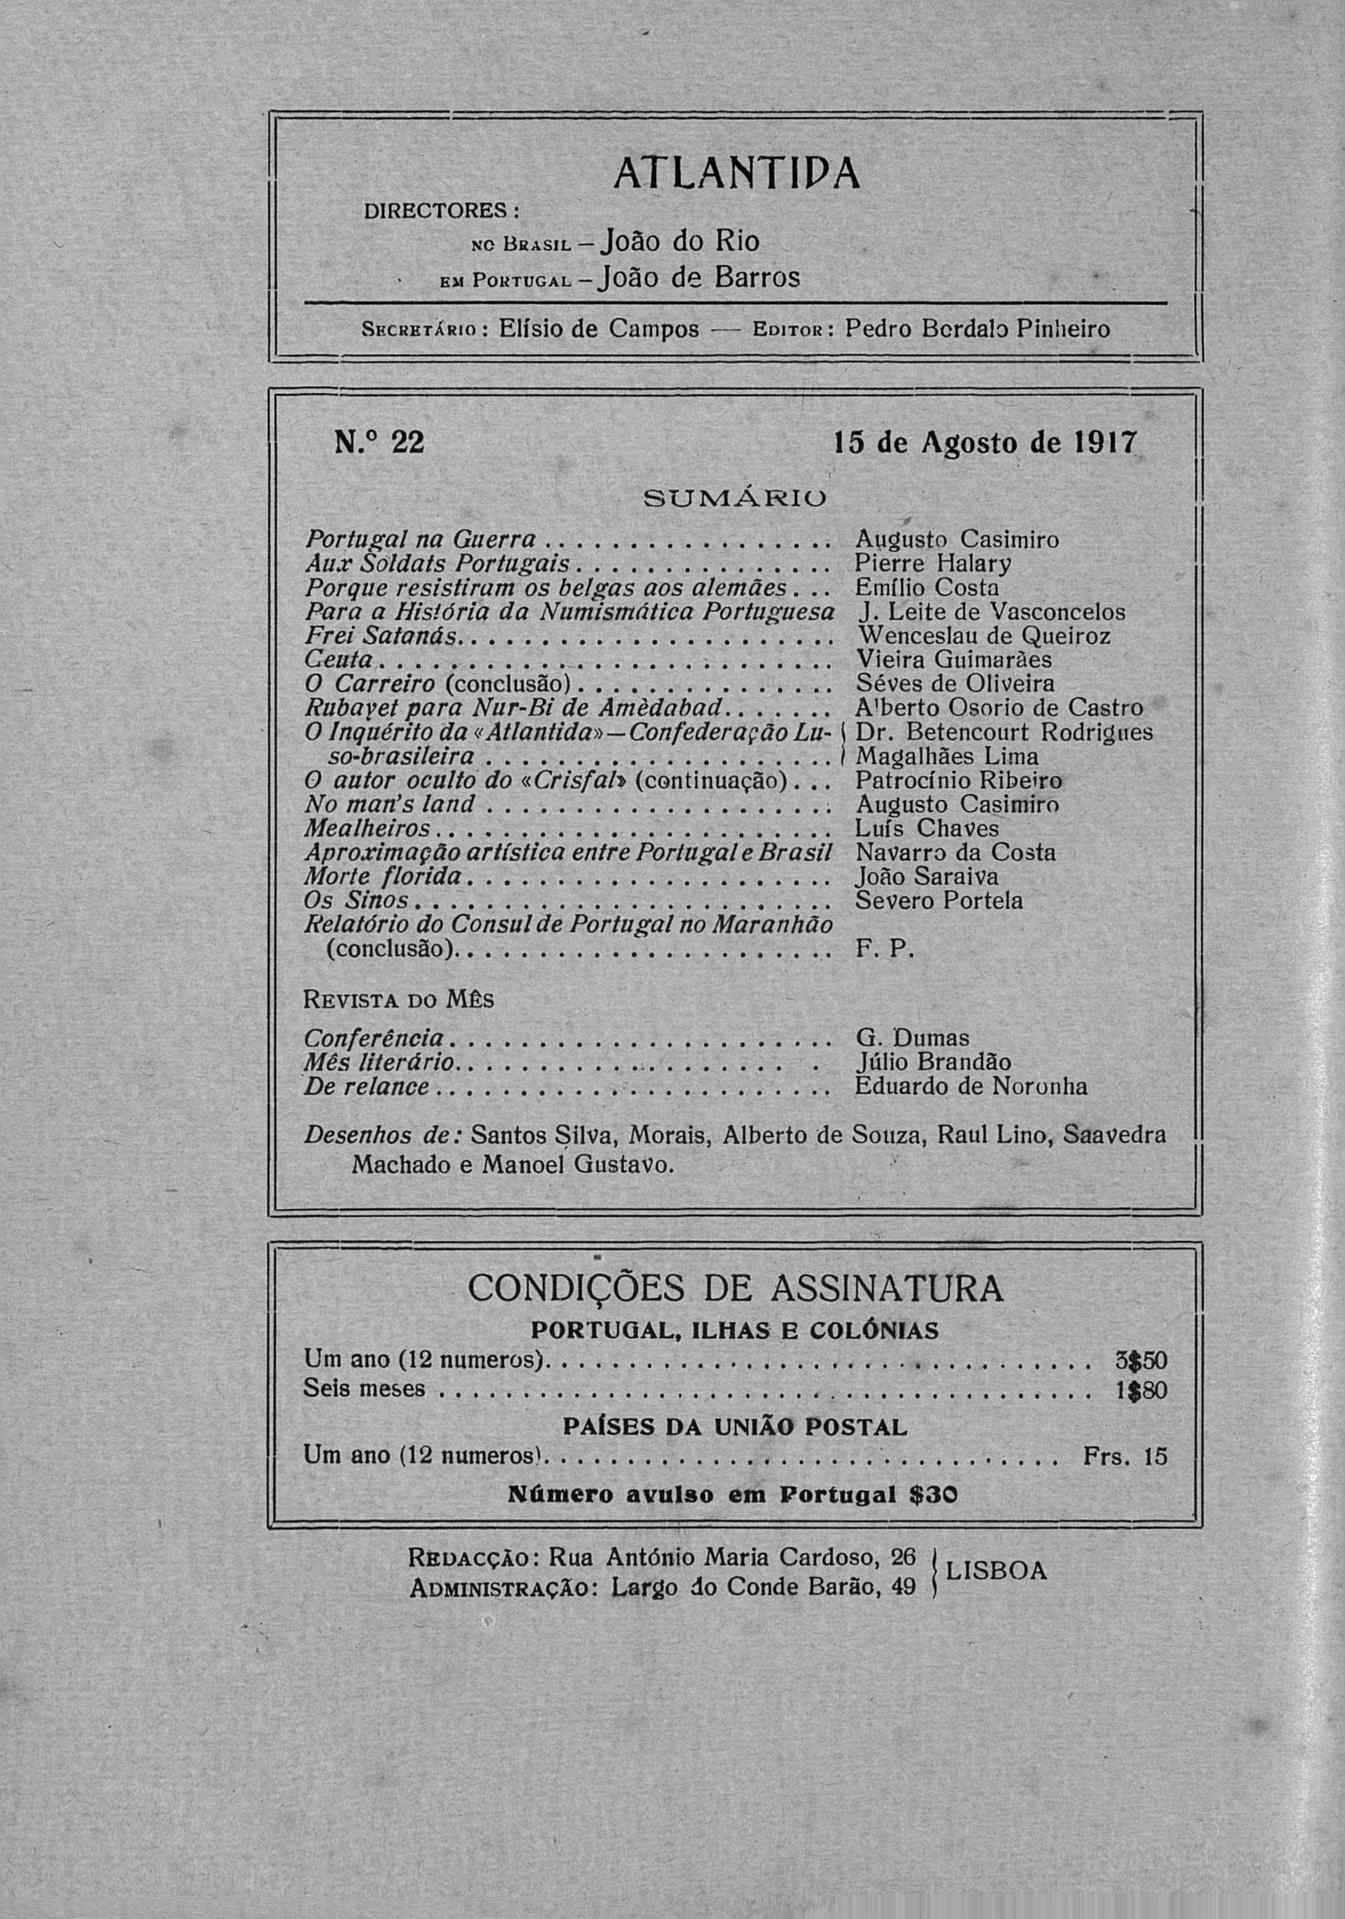 ATLANTIDA
DIRECTORES:
NO BRASIL — João do Rio
EM PORTUGAL — João de Barros
SECRETÁRIO: Elísio de Campos — EDITOR: Pedro Bordalo Pinheiro
N.º 22 15 de Agosto de 1917
SUMÁRIO
Portugal na Guerra ................. Augusto Casimiro
Aux Soldats Portugais ............... Pierre Halary
Porque resistiram os belgas aos alemães ... Emílio Costa
Para a História da Numismática Portuguesa J. Leite de Vasconcelos
Frei Satanás ..................... Wenceslau de Queiroz
Ceuta .......................... Vieira Guimarães
O Carreiro (conclusão) ............... Séves de Oliveira
Rubayet para Nur-Bi de Amèdabad ....... Alberto Osorio de Castro
O Inquérito da «Atlantida» — Confederação Lu- Dr. Betencourt Rodrigues
so-brasileira .................... Magalhães Lima
O autor oculto do «Crisfal» (continuação) ... Patrocínio Ribeiro
No man's land .................... Augusto Casimiro
Mealheiros ....................... Luís Chaves
Aproximação artística entre Portugal e Brasil Navarro da Costa
Morte florida ..................... João Saraiva
Os Sinos ........................ Severo Portela
Relatório do Consul de Portugal no Maranhão
(conclusão) ...................... F. P.
REVISTA DO MÊS
Conferência ...................... G. Dumas
Mês literário .................... Júlio Brandão
De relance ....................... Eduardo de Noronha
Desenhos de: Santos Silva, Morais, Alberto de Souza, Raul Lino, Saavedra
Machado e Manoel Gustavo.
CONDIÇÕES DE ASSINATURA
PORTUGAL, ILHAS E COLÓNIAS
Um ano (12 numeros) ................................ 3$50
Seis meses ...................................... 1$80
PAÍSES DA UNIÃO POSTAL
Um ano (12 numeros) .............................. Frs. 15
Número avulso em Portugal $30
REDACÇÃO: Rua António Maria Cardoso, 26
LISBOA
ADMINISTRAÇÃO: Largo do Conde Barão, 49